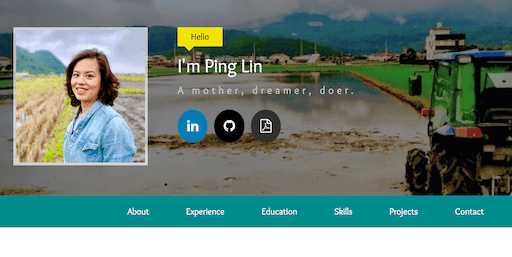 Hello
I'm Ping Lin
A mother, dreamer, doer.
in
About Experience Education Skills Projects Contact